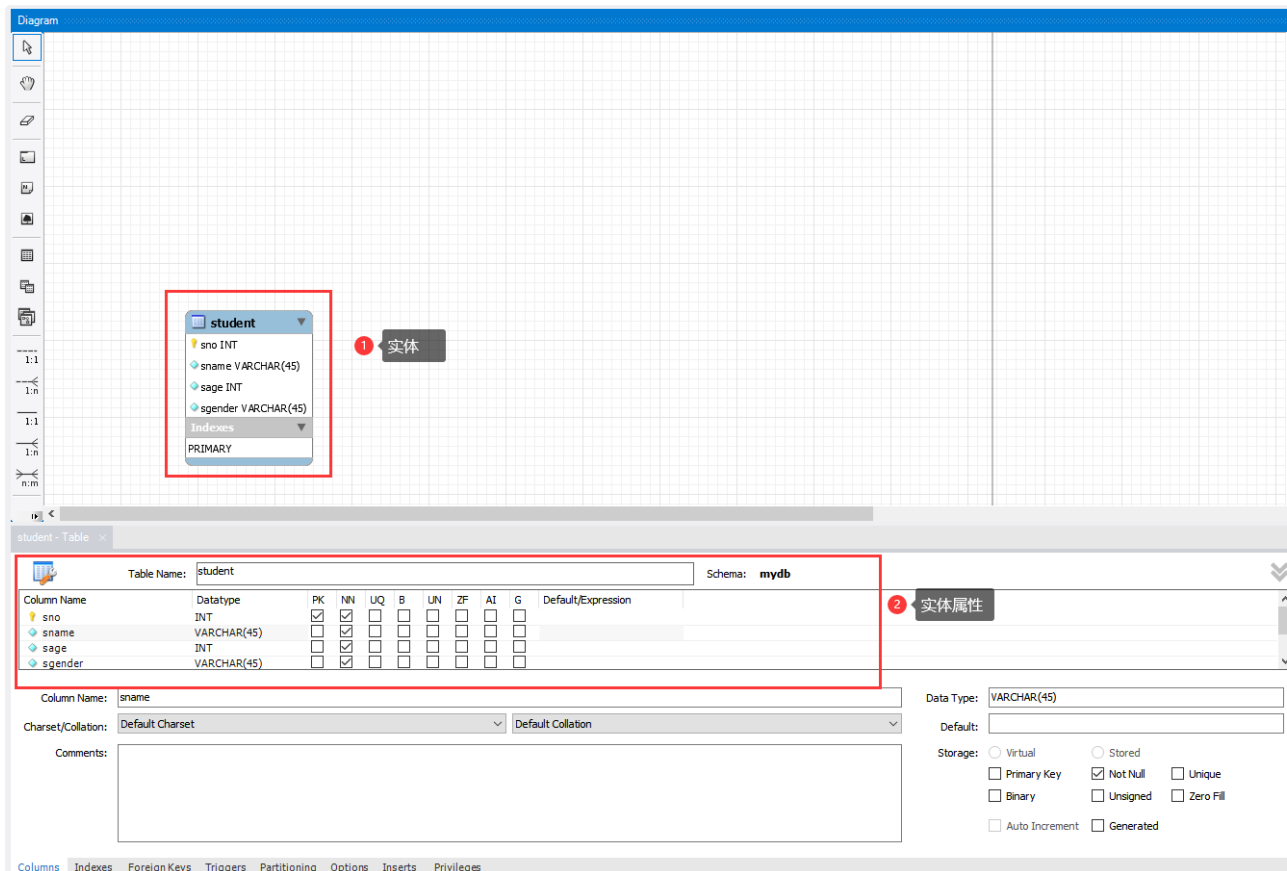 Diagram
student
sno INT
sname VARCHAR(45)
sage INT
sgender VARCHAR(45)
Indexes
PRIMARY
1 实体
1:1
1:n
1:1
1:n
n:m
student - Table
Table Name: student Schema: mydb
Column Name Datatype PK NN UQ B UN ZF AI G Default/Expression
sno INT
sname VARCHAR(45)
sage INT
sgender VARCHAR(45)
2 实体属性
Column Name: sname Data Type: VARCHAR(45)
Charset/Collation: Default Charset Default Collation Default:
Comments: Storage: Virtual Stored
Primary Key Not Null Unique
Binary Unsigned Zero Fill
Auto Increment Generated
Columns Indexes Foreign Keys Triggers Partitioning Options Inserts Privileges